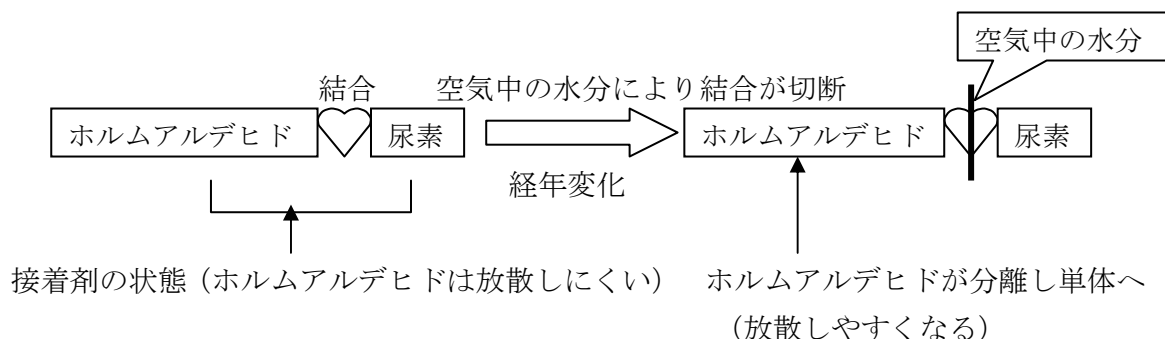 空気中の水分
結合
空気中の水分により結合が切断
ホルムアルデヒド
尿素
ホルムアルデヒド
尿素
経年変化
接着剤の状態（ホルムアルデヒドは放散しにくい）
ホルムアルデヒドが分離し単体へ
（放散しやすくなる）